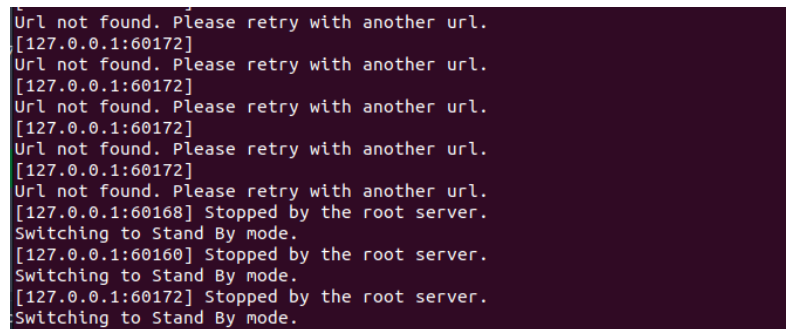 Url not found. Please retry with another url.
[127.0.0.1:60172]
Url not found. Please retry with another url.
[127.0.0.1:60172]
Url not found. Please retry with another url.
[127.0.0.1:60172]
Url not found. Please retry with another url.
[127.0.0.1:60172]
Url not found. Please retry with another url.
[127.0.0.1:60168] Stopped by the root server.
Switching to Stand By mode.
[127.0.0.1:60160] Stopped by the root server.
Switching to Stand By mode.
[127.0.0.1:60172] Stopped by the root server.
Switching to Stand By mode.